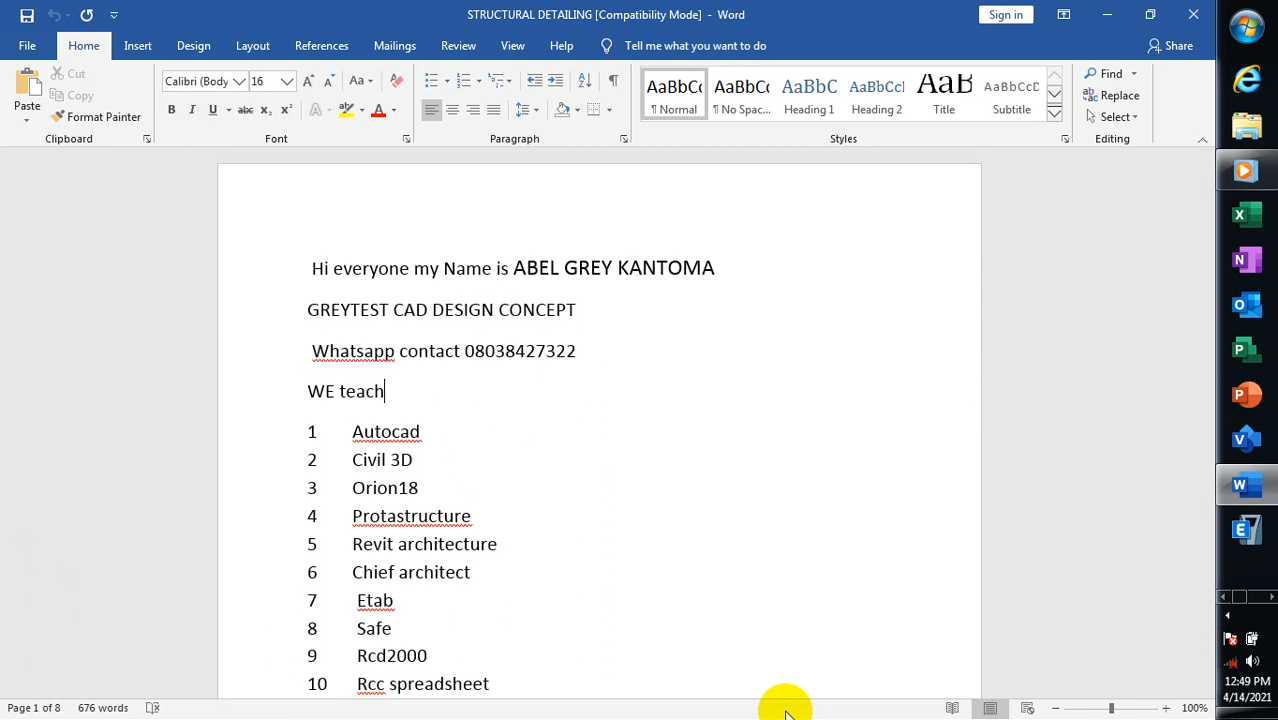 STRUCTURAL DETAILING [Compatibility Mode] - Word
Sign in
File Home Insert Design Layout References Mailings Review View Help Tell me what you want to do Share
Paste
Cut
Copy
Format Painter
Calibri (Body 16
Aa
B I U abc x₂ x²
AaBbCc AaBbCc AaBbC AaBbCcI AaB AaBbCcD
¶ Normal ¶ No Spac... Heading 1 Heading 2 Title Subtitle
Find
Replace
Select
Clipboard Font Paragraph Styles Editing
Hi everyone my Name is ABEL GREY KANTOMA
GREYTEST CAD DESIGN CONCEPT
Whatsapp contact 08038427322
WE teach
1 Autocad
2 Civil 3D
3 Orion18
4 Protastructure
5 Revit architecture
6 Chief architect
7 Etab
8 Safe
9 Rcd2000
10 Rcc spreadsheet
Page 1 of 8 676 words 100%
12:49 PM
4/14/2021